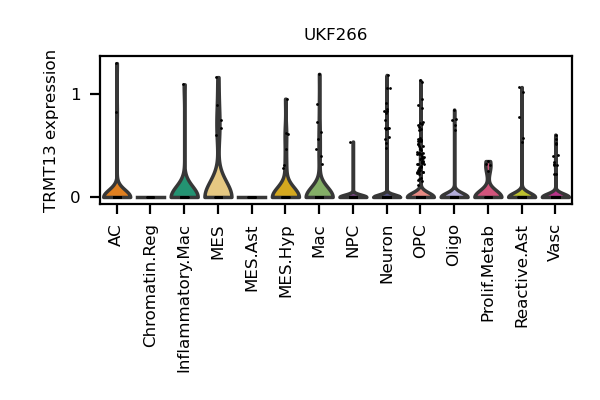 UKF266
TRMT13 expression
1
0
AC
Chromatin.Reg
Inflammatory.Mac
MES
MES.Ast
MES.Hyp
Mac
NPC
Neuron
OPC
Oligo
Prolif.Metab
Reactive.Ast
Vasc